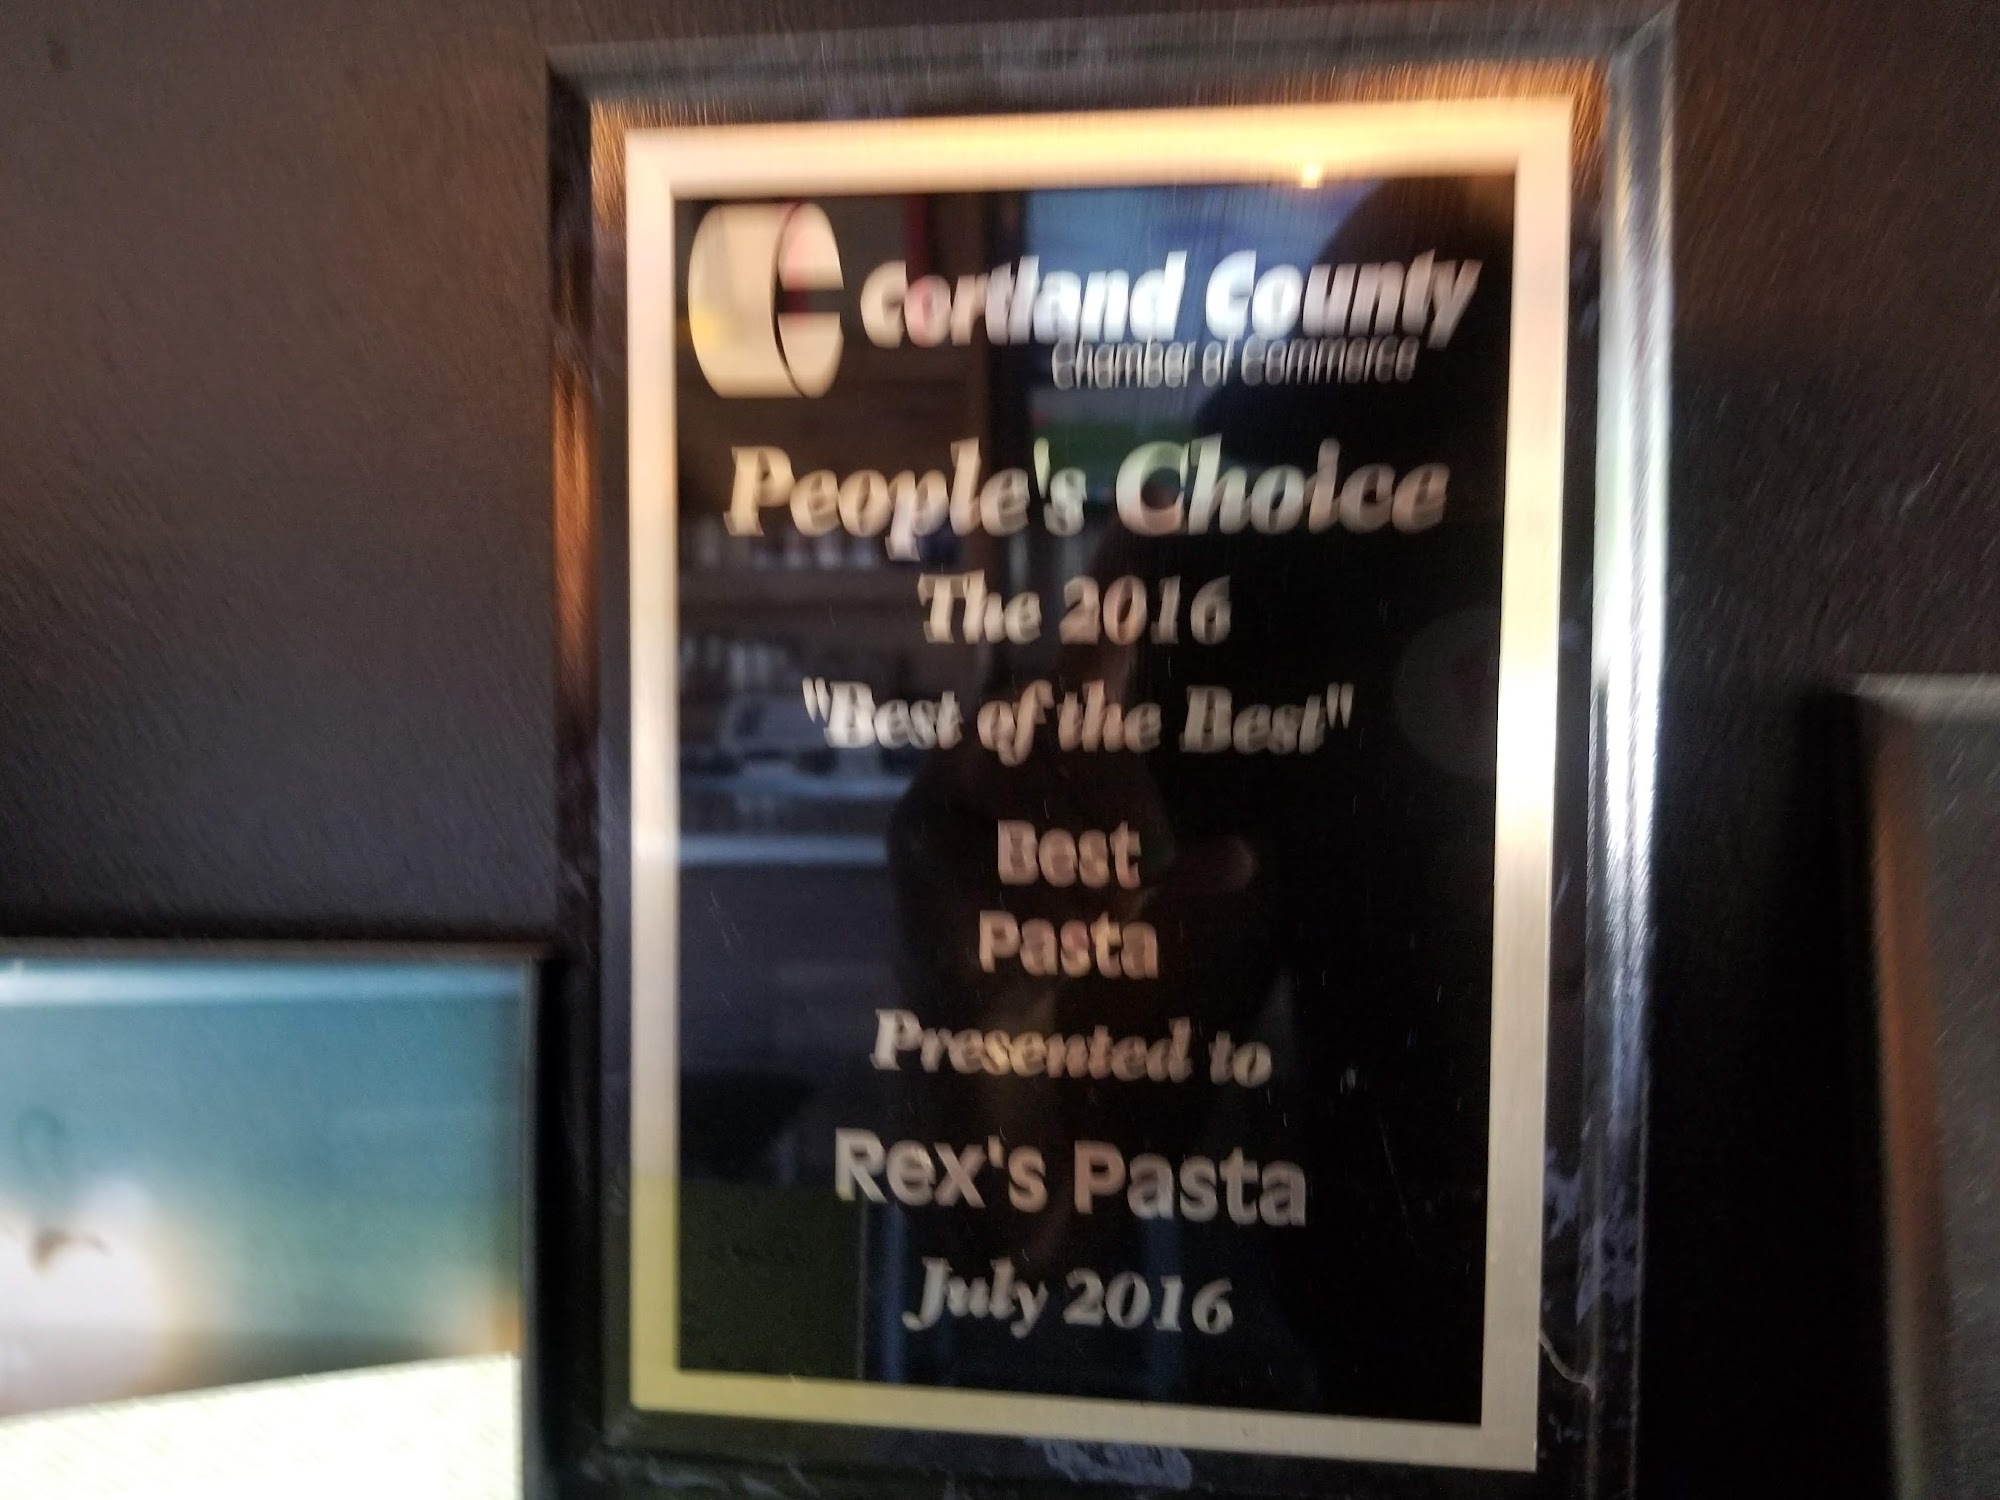 Cortland County
Chamber of Commerce
People's Choice
The 2016
"Best of the Best"
Best
Pasta
Presented to
Rex's Pasta
July 2016